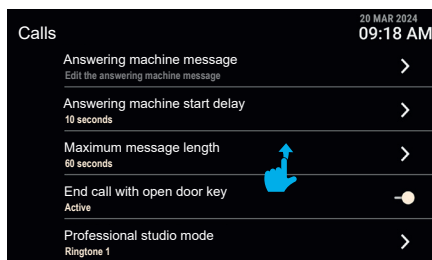 20 MAR 2024
Calls
09:18 AM
Answering machine message
Edit the answering machine message
Answering machine start delay
10 seconds
Maximum message length
60 seconds
End call with open door key
Active
Professional studio mode
Ringtone 1